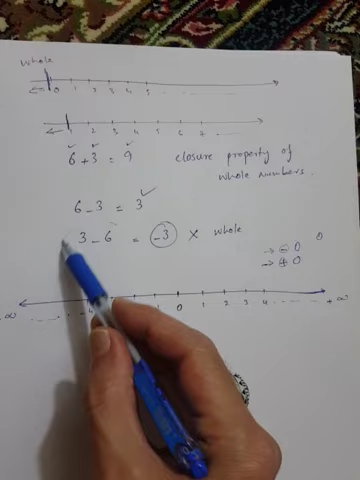 whole
0 1 2 3 4 5 ... ......
1 2 3 4 5 6 7 ... ...
6 + 3 = 9 closure property of
whole numbers.
6 - 3 = 3
3 - 6 = -3 × whole
0
→ - 0
→ + 0
-∞ 0 1 2 3 4 ....... +∞